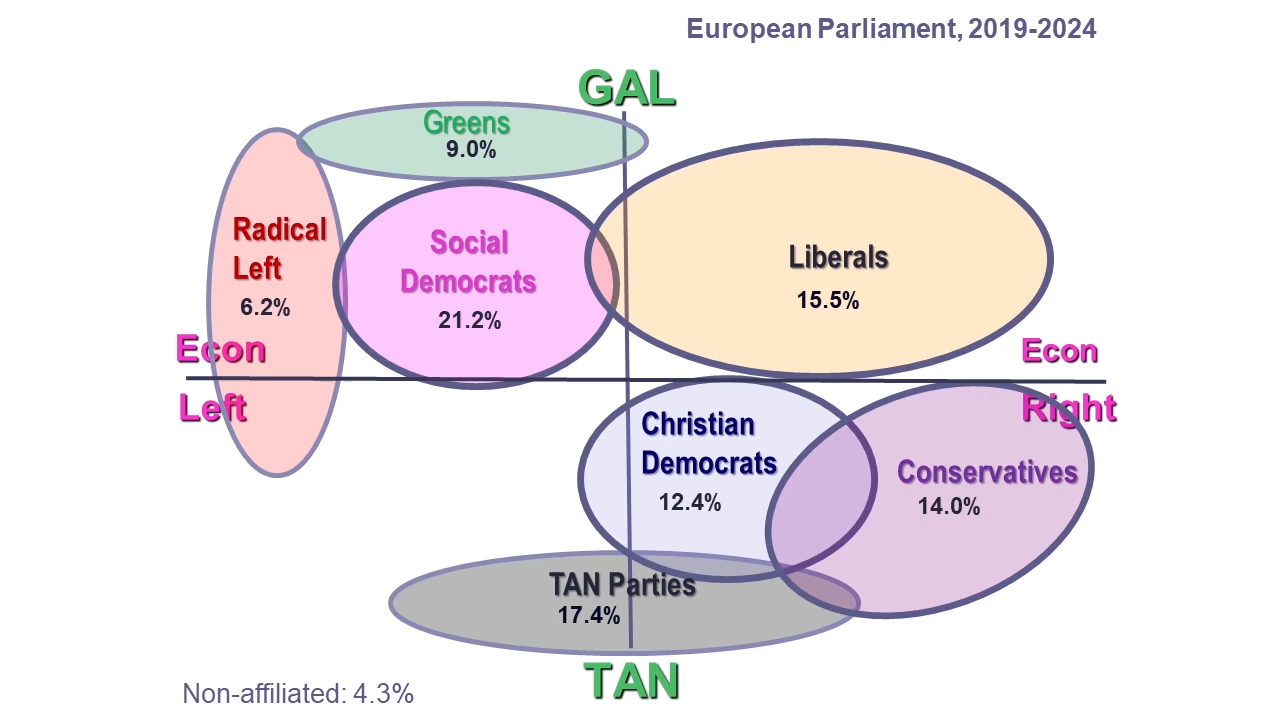 European Parliament, 2019-2024
GAL
Greens
9.0%
Radical
Left
6.2%
Social
Democrats
21.2%
Liberals
15.5%
Econ
Left
Econ
Right
Christian
Democrats
12.4%
Conservatives
14.0%
TAN Parties
17.4%
TAN
Non-affiliated: 4.3%